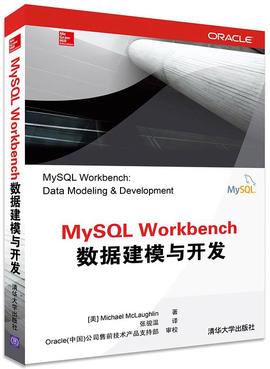 ORACLE
MySQL Workbench:
Data Modeling & Development
MySQL
MySQL Workbench
数据建模与开发
[美] Michael McLaughlin 著
张骏温 译
Oracle(中国)公司售前技术产品支持部 审校
清华大学出版社
MySQL Workbench 数据建模与开发
清华大学出版社